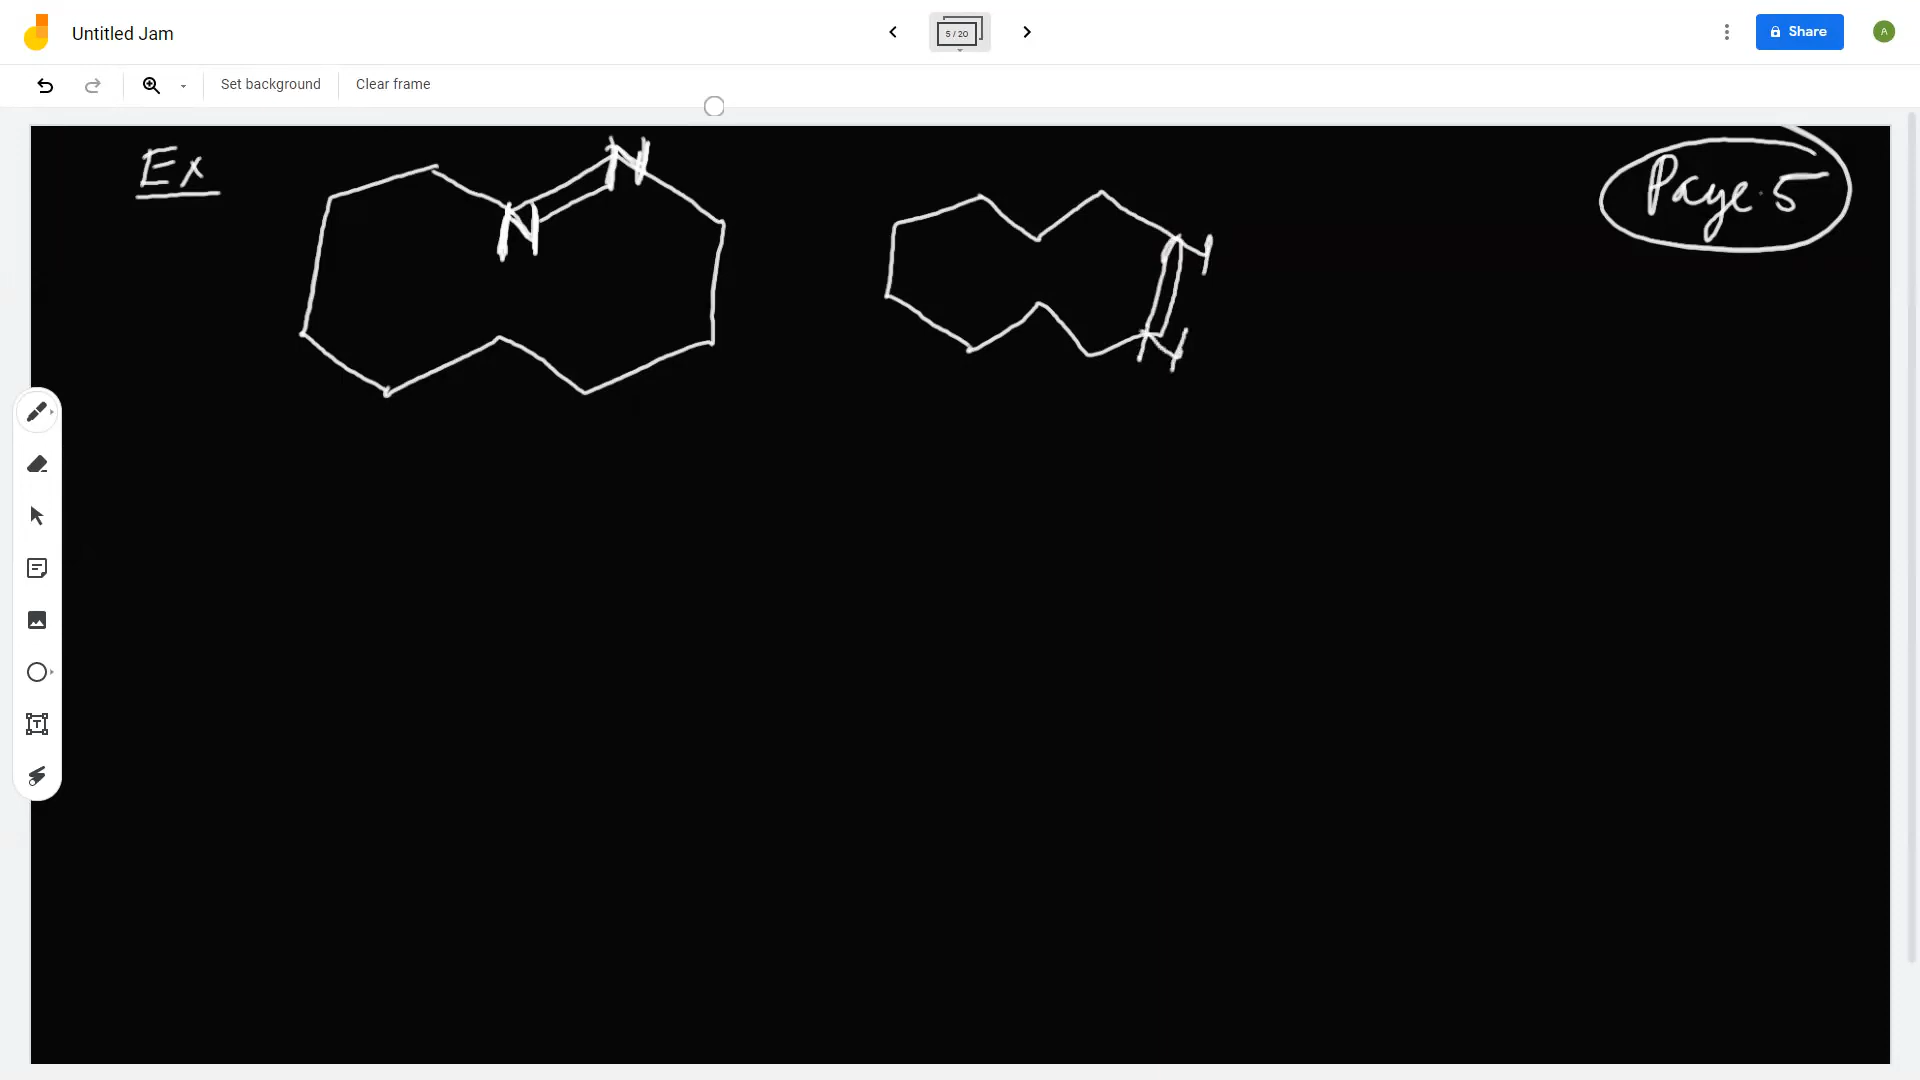 Untitled Jam
5 / 20
Share
A
Set background
Clear frame
Ex
Page.5
N
N
N
N